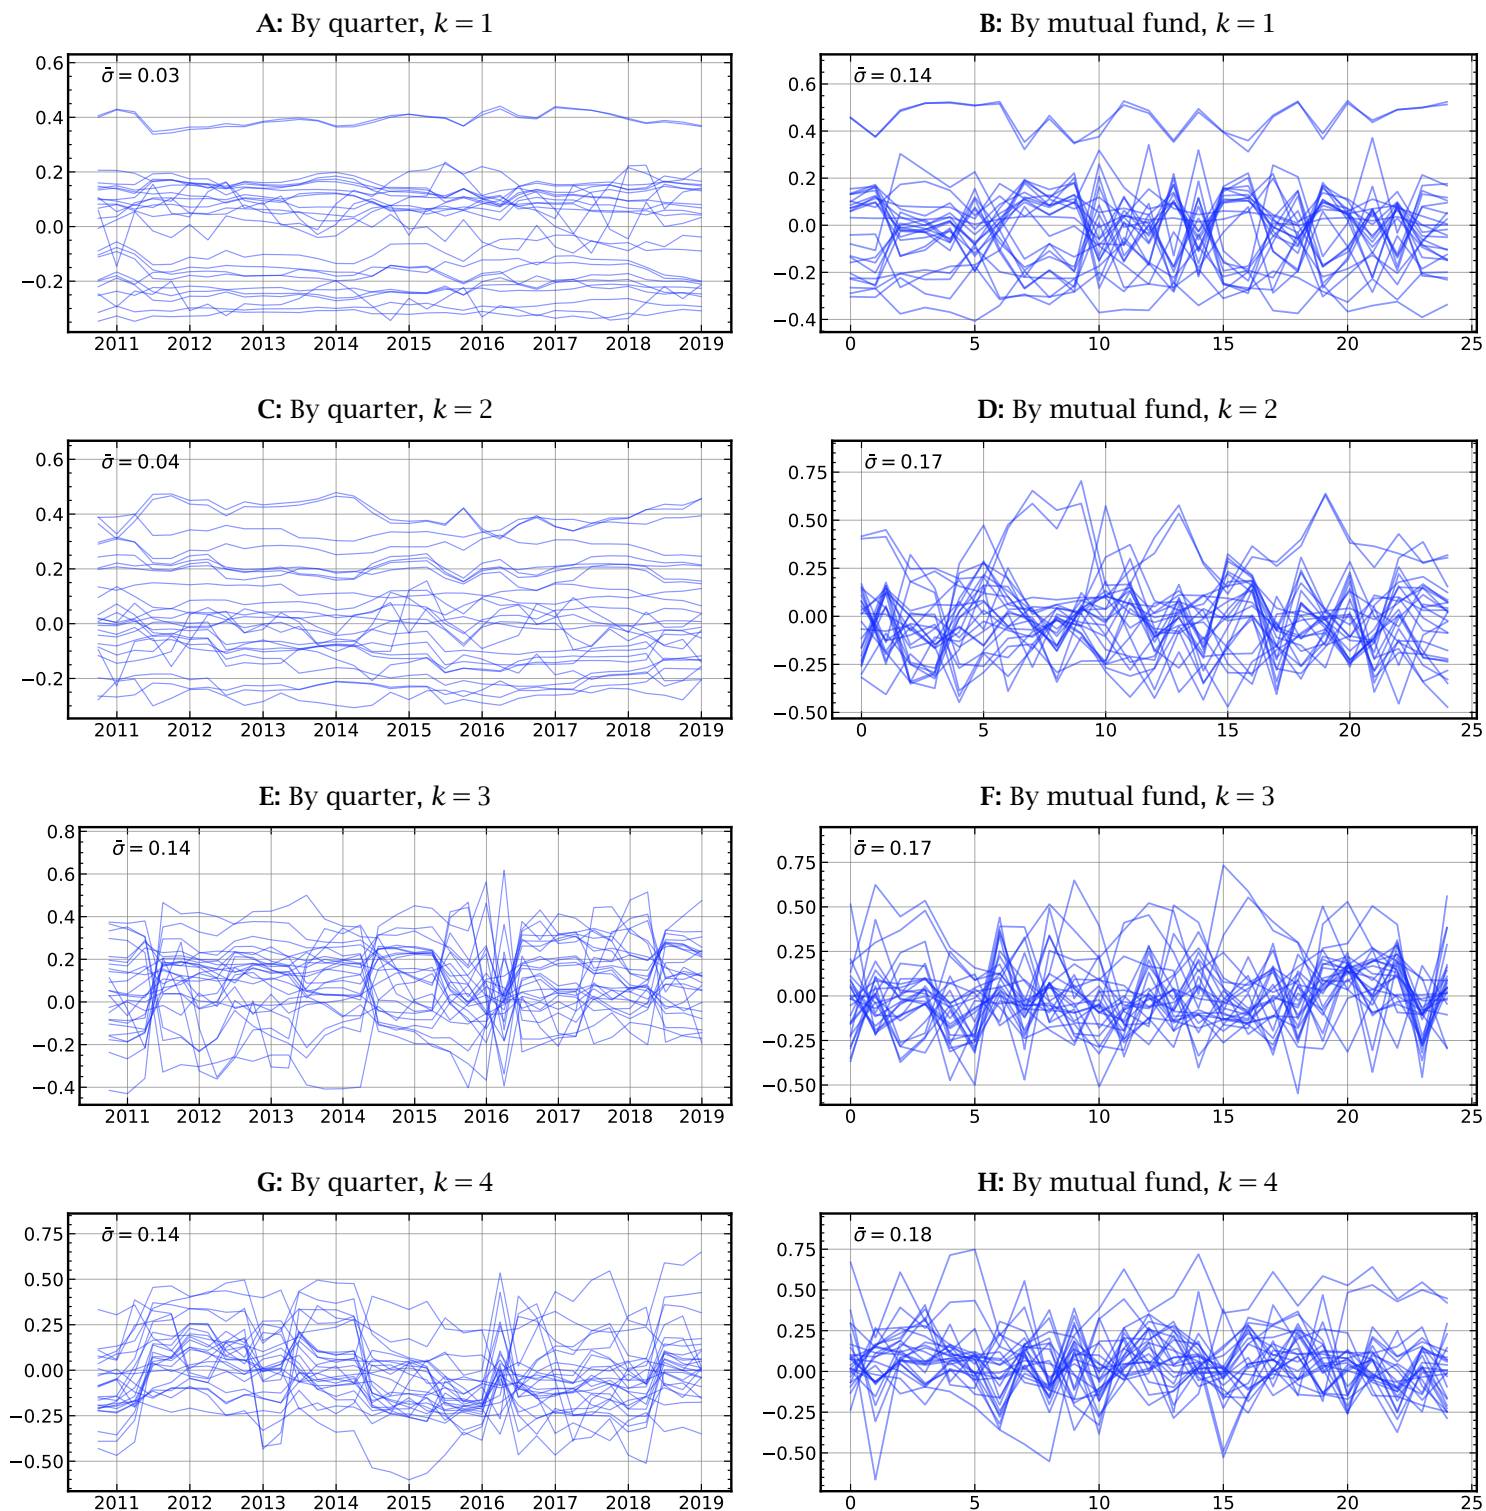 A: By quarter, k = 1
B: By mutual fund, k = 1
σ̄ = 0.03
0.6
0.4
0.2
0.0
−0.2
2011 2012 2013 2014 2015 2016 2017 2018 2019
σ̄ = 0.14
0.6
0.4
0.2
0.0
−0.2
−0.4
0 5 10 15 20 25
C: By quarter, k = 2
D: By mutual fund, k = 2
σ̄ = 0.04
0.6
0.4
0.2
0.0
−0.2
2011 2012 2013 2014 2015 2016 2017 2018 2019
σ̄ = 0.17
0.75
0.50
0.25
0.00
−0.25
−0.50
0 5 10 15 20 25
E: By quarter, k = 3
F: By mutual fund, k = 3
0.8
σ̄ = 0.14
0.6
0.4
0.2
0.0
−0.2
−0.4
2011 2012 2013 2014 2015 2016 2017 2018 2019
σ̄ = 0.17
0.75
0.50
0.25
0.00
−0.25
−0.50
0 5 10 15 20 25
G: By quarter, k = 4
H: By mutual fund, k = 4
σ̄ = 0.14
0.75
0.50
0.25
0.00
−0.25
−0.50
2011 2012 2013 2014 2015 2016 2017 2018 2019
σ̄ = 0.18
0.75
0.50
0.25
0.00
−0.25
−0.50
0 5 10 15 20 25